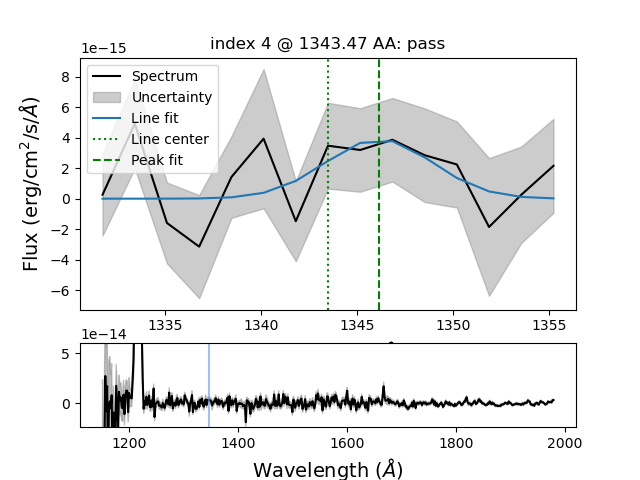 index 4 @ 1343.47 AA: pass
1e−15
Spectrum
Uncertainty
Line fit
Line center
Peak fit
8
6
4
2
0
−2
−4
−6
Flux (erg/cm²/s/Å)
1335 1340 1345 1350 1355
1e−14
5
0
1200 1400 1600 1800 2000
Wavelength (Å)